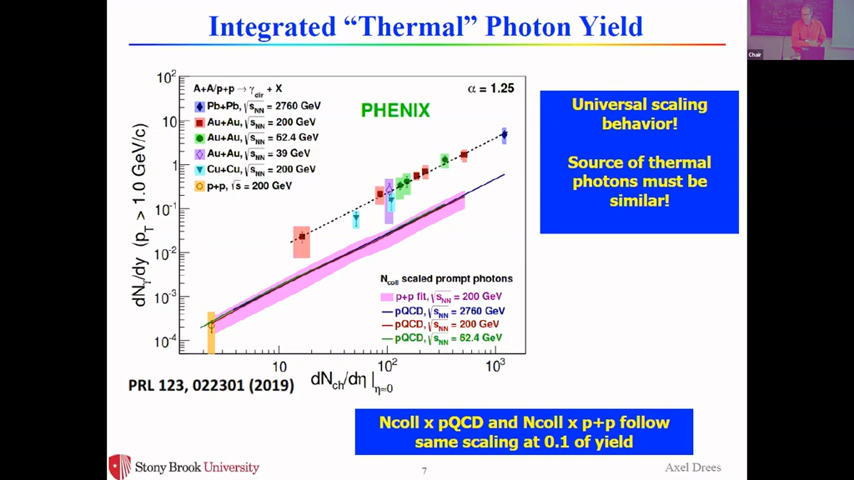 Integrated “Thermal” Photon Yield
Chair
A+A/p+p → γdir + X
Pb+Pb, √sNN = 2760 GeV
Au+Au, √sNN = 200 GeV
Au+Au, √sNN = 62.4 GeV
Au+Au, √sNN = 39 GeV
Cu+Cu, √sNN = 200 GeV
p+p, √s = 200 GeV
PHENIX
α = 1.25
Universal scaling
behavior!
Source of thermal
photons must be
similar!
dNγ/dy (pT > 1.0 GeV/c)
10²
10
1
10⁻¹
10⁻²
10⁻³
10⁻⁴
Ncoll scaled prompt photons
p+p fit, √sNN = 200 GeV
pQCD, √sNN = 2760 GeV
pQCD, √sNN = 200 GeV
pQCD, √sNN = 62.4 GeV
10 10² 10³
PRL 123, 022301 (2019)
dNch/dη |η=0
Ncoll x pQCD and Ncoll x p+p follow
same scaling at 0.1 of yield
Stony Brook University
7
Axel Drees